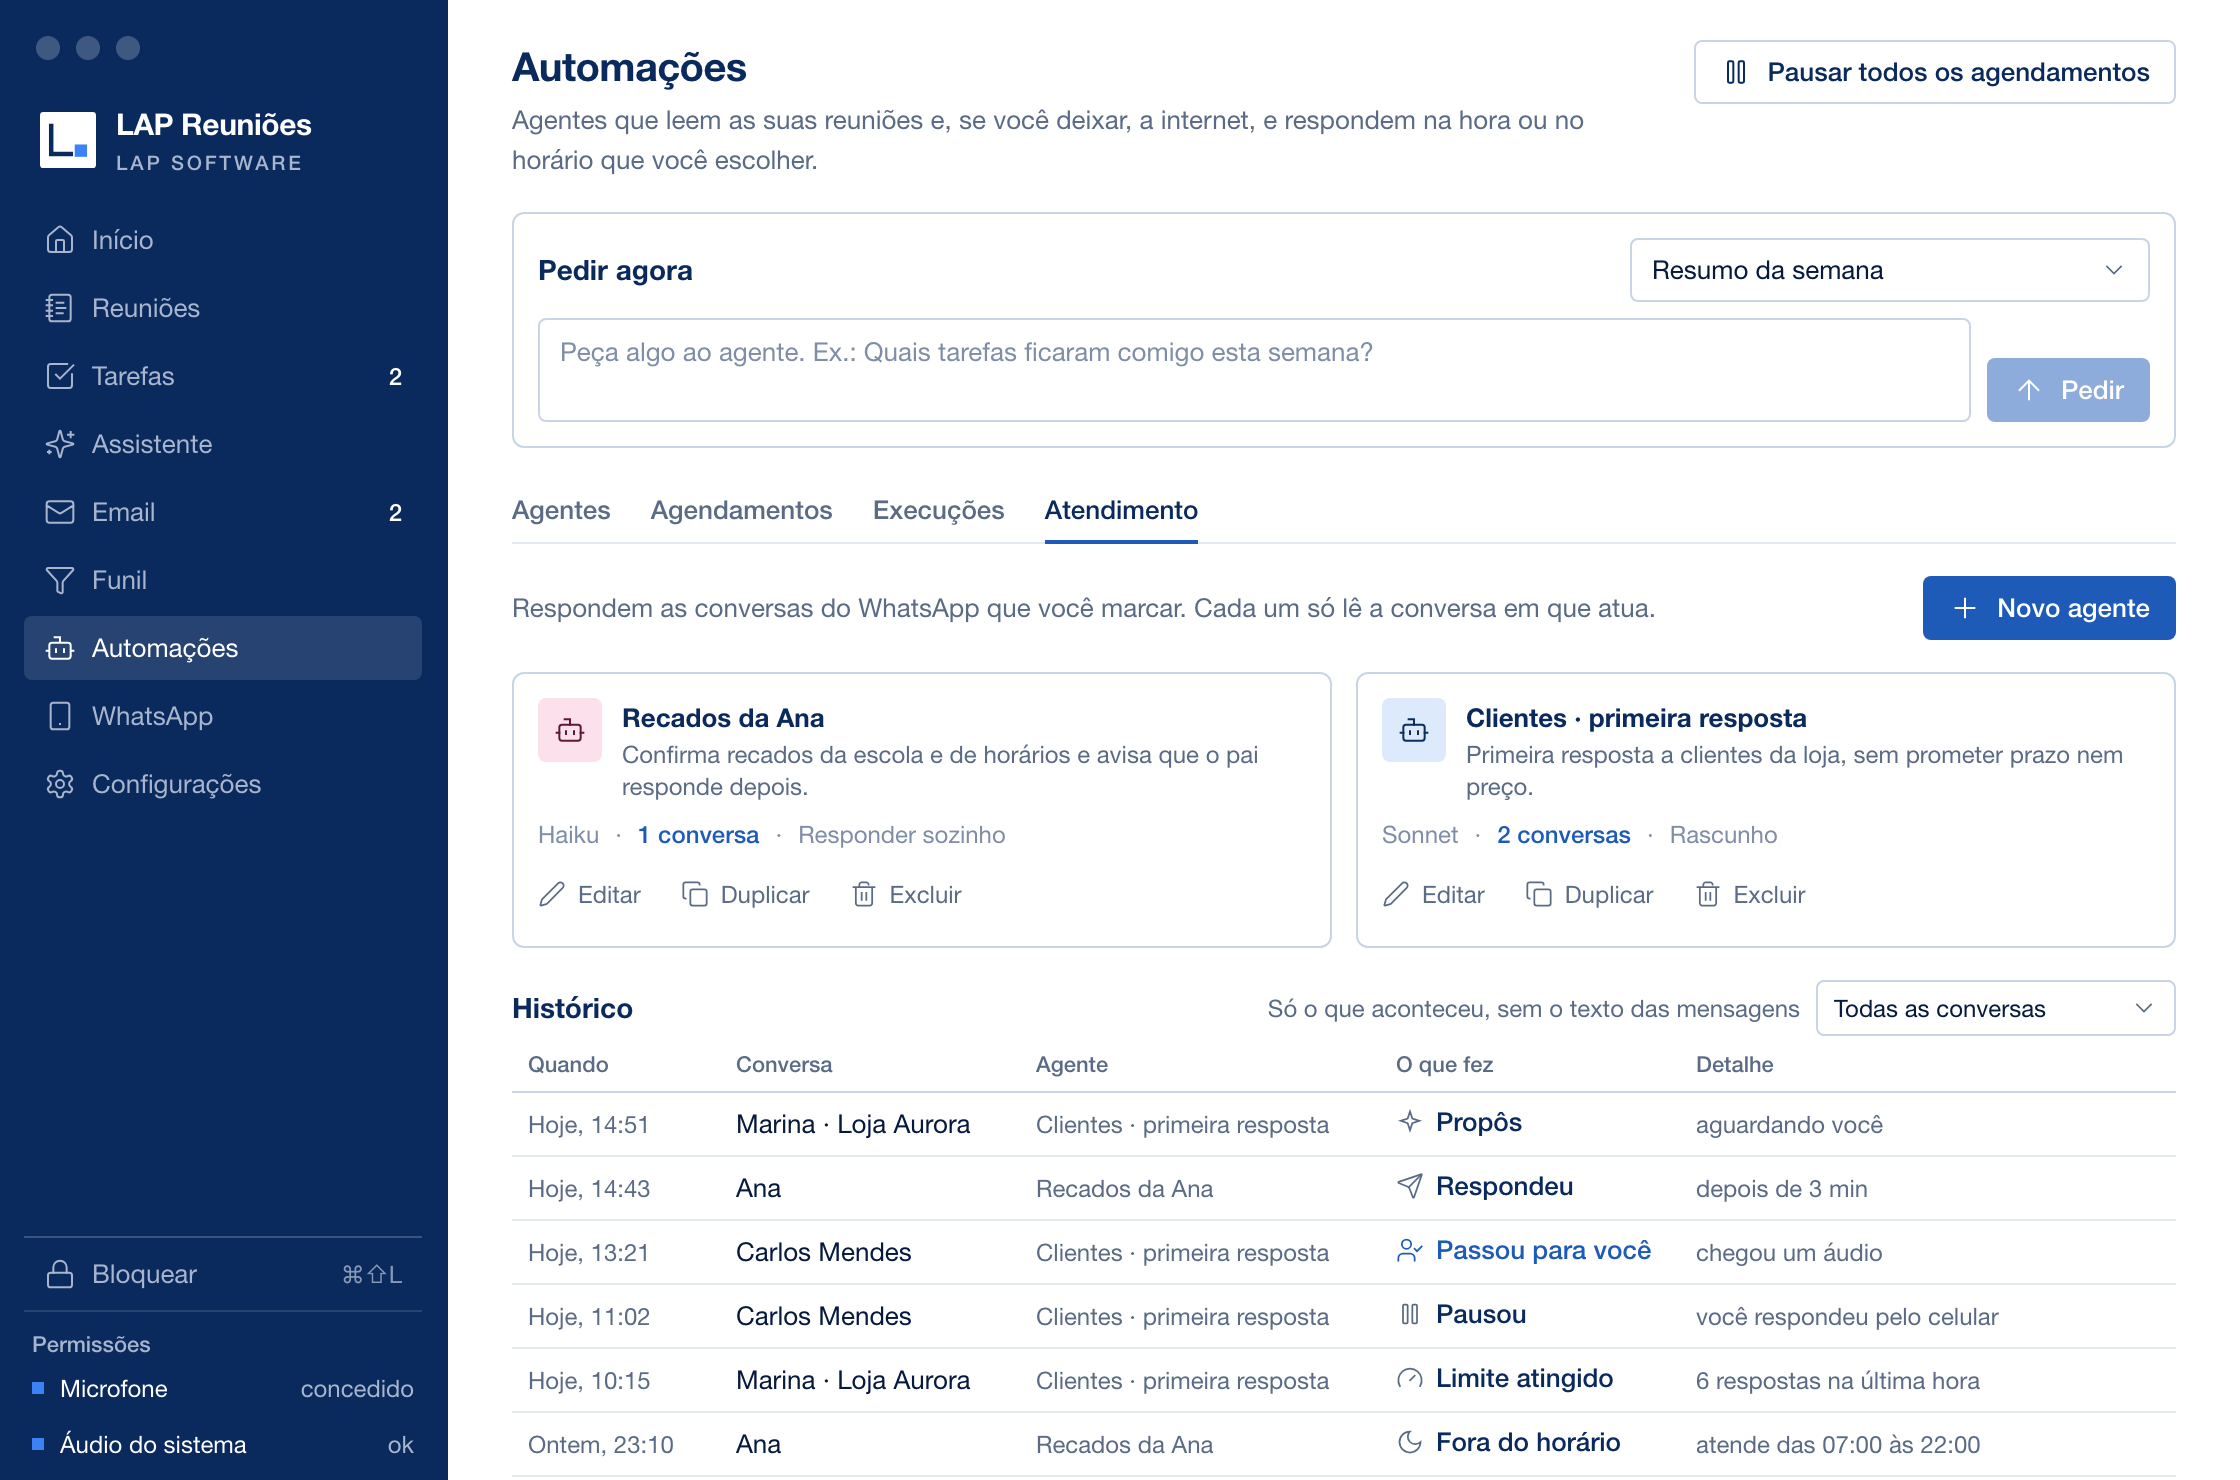 LAP Reuniões
LAP SOFTWARE
Início
Reuniões
Tarefas 2
Assistente
Email 2
Funil
Automações
WhatsApp
Configurações
Bloquear ⌘⇧L
Permissões
Microfone concedido
Áudio do sistema ok
Automações
Pausar todos os agendamentos
Agentes que leem as suas reuniões e, se você deixar, a internet, e respondem na hora ou no
horário que você escolher.
Pedir agora
Resumo da semana
Peça algo ao agente. Ex.: Quais tarefas ficaram comigo esta semana?
Pedir
Agentes Agendamentos Execuções Atendimento
Respondem as conversas do WhatsApp que você marcar. Cada um só lê a conversa em que atua.
Novo agente
Recados da Ana
Confirma recados da escola e de horários e avisa que o pai
responde depois.
Haiku · 1 conversa · Responder sozinho
Editar Duplicar Excluir
Clientes · primeira resposta
Primeira resposta a clientes da loja, sem prometer prazo nem
preço.
Sonnet · 2 conversas · Rascunho
Editar Duplicar Excluir
Histórico
Só o que aconteceu, sem o texto das mensagens
Todas as conversas
Quando Conversa Agente O que fez Detalhe
Hoje, 14:51 Marina · Loja Aurora Clientes · primeira resposta Propôs aguardando você
Hoje, 14:43 Ana Recados da Ana Respondeu depois de 3 min
Hoje, 13:21 Carlos Mendes Clientes · primeira resposta Passou para você chegou um áudio
Hoje, 11:02 Carlos Mendes Clientes · primeira resposta Pausou você respondeu pelo celular
Hoje, 10:15 Marina · Loja Aurora Clientes · primeira resposta Limite atingido 6 respostas na última hora
Ontem, 23:10 Ana Recados da Ana Fora do horário atende das 07:00 às 22:00